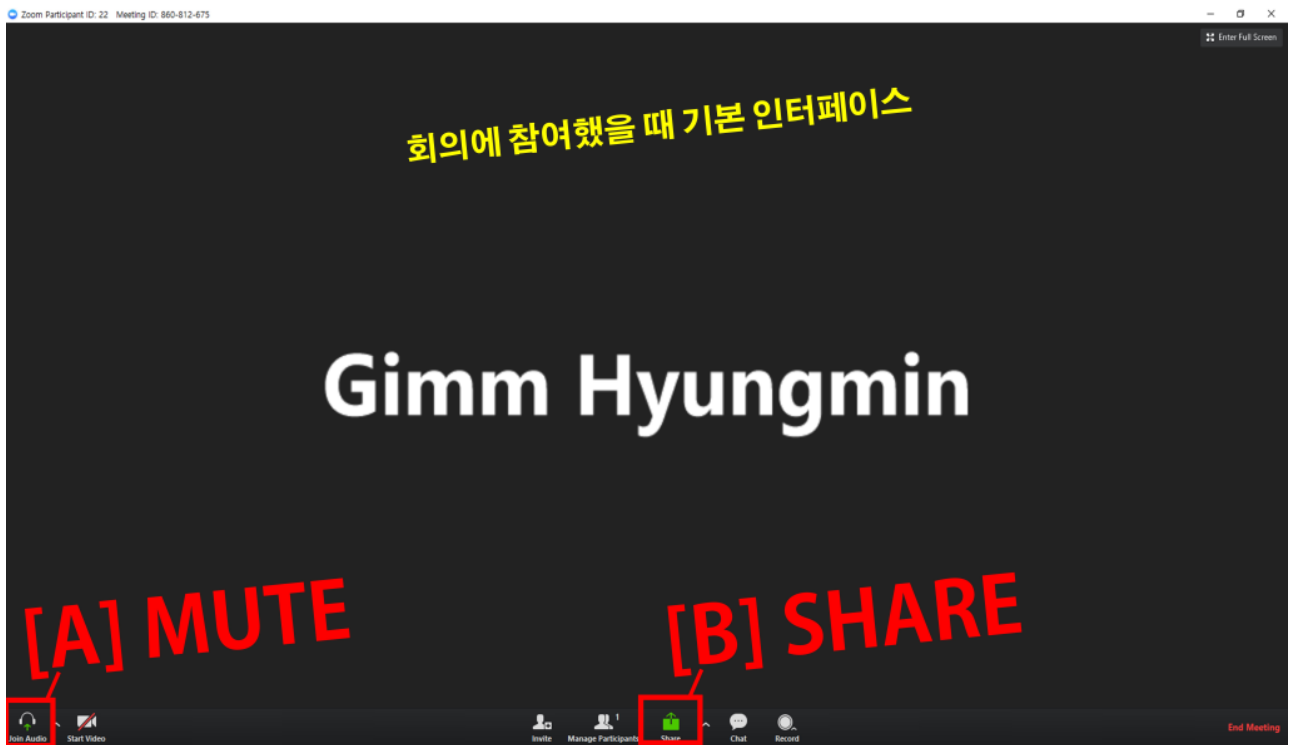 Zoom Participant ID: 22 Meeting ID: 860-812-675
Enter Full Screen
회의에 참여했을 때 기본 인터페이스
Gimm Hyungmin
[A] MUTE
[B] SHARE
Join Audio Start Video Invite Manage Participants 1 Share Chat Record End Meeting